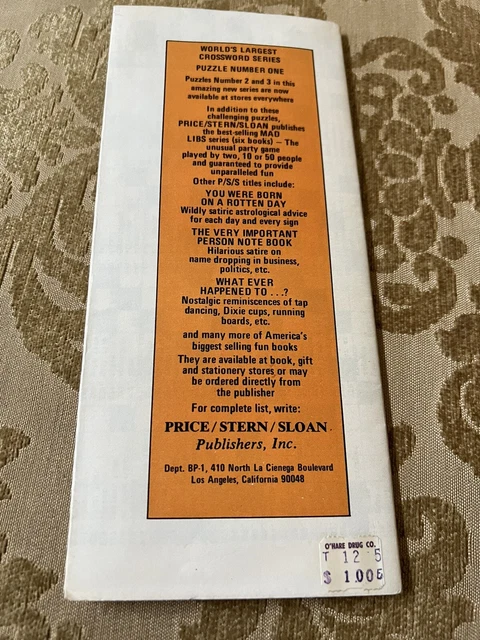 WORLD'S LARGEST
CROSSWORD SERIES
PUZZLE NUMBER ONE
Puzzles Number 2 and 3 in this
amazing new series are now
available at stores everywhere
In addition to these
challenging puzzles,
PRICE/STERN/SLOAN publishes
the best-selling MAD
LIBS series (six books) — The
unusual party game
played by two, 10 or 50 people
and guaranteed to provide
unparalleled fun
Other P/S/S titles include:
YOU WERE BORN
ON A ROTTEN DAY
Wildly satiric astrological advice
for each day and every sign
THE VERY IMPORTANT
PERSON NOTE BOOK
Hilarious satire on
name dropping in business,
politics, etc.
WHAT EVER
HAPPENED TO . . .?
Nostalgic reminiscences of tap
dancing, Dixie cups, running
boards, etc.
and many more of America's
biggest selling fun books
They are available at book, gift
and stationery stores or may
be ordered directly from
the publisher
For complete list, write:
PRICE/STERN/SLOAN
Publishers, Inc.
Dept. BP-1, 410 North La Cienega Boulevard
Los Angeles, California 90048
O'HARE DRUG CO.
T 12 5
$ 1.00